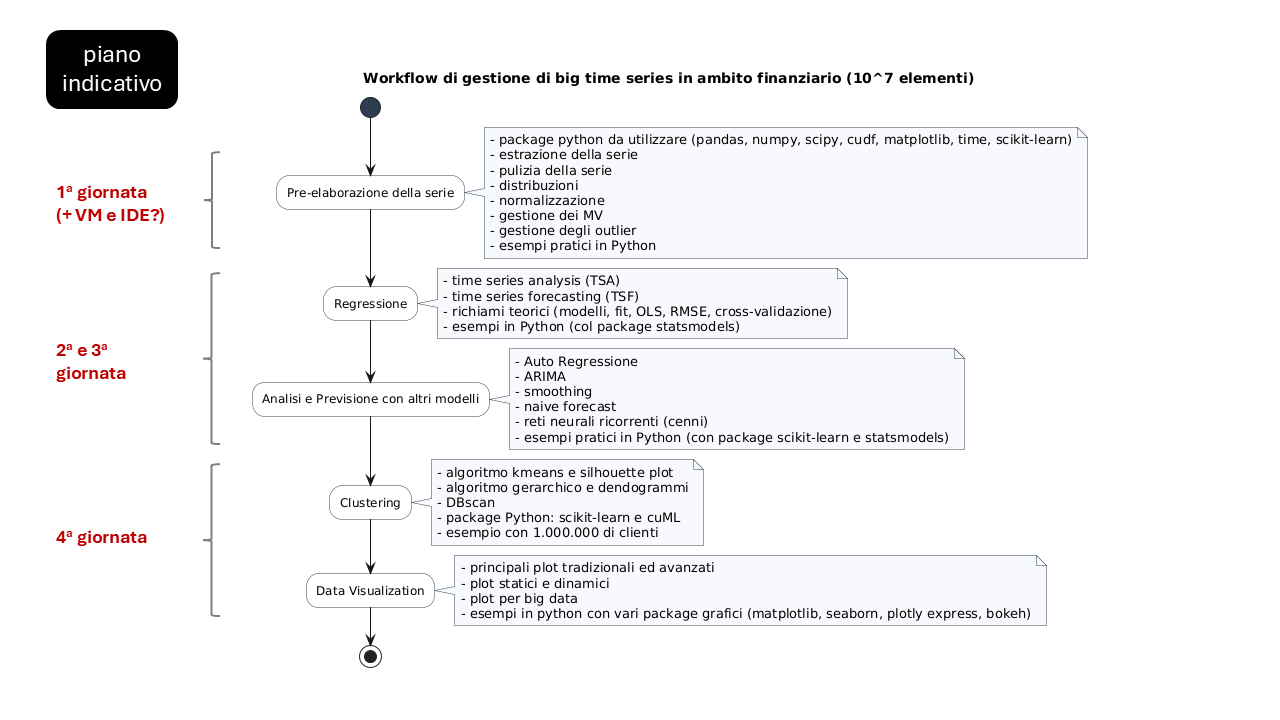 piano
indicativo
Workflow di gestione di big time series in ambito finanziario (10^7 elementi)
1ª giornata
(+ VM e IDE?)
Pre-elaborazione della serie
- package python da utilizzare (pandas, numpy, scipy, cudf, matplotlib, time, scikit-learn)
- estrazione della serie
- pulizia della serie
- distribuzioni
- normalizzazione
- gestione dei MV
- gestione degli outlier
- esempi pratici in Python
2ª e 3ª
giornata
Regressione
- time series analysis (TSA)
- time series forecasting (TSF)
- richiami teorici (modelli, fit, OLS, RMSE, cross-validazione)
- esempi in Python (col package statsmodels)
Analisi e Previsione con altri modelli
- Auto Regressione
- ARIMA
- smoothing
- naive forecast
- reti neurali ricorrenti (cenni)
- esempi pratici in Python (con package scikit-learn e statsmodels)
4ª giornata
Clustering
- algoritmo kmeans e silhouette plot
- algoritmo gerarchico e dendogrammi
- DBscan
- package Python: scikit-learn e cuML
- esempio con 1.000.000 di clienti
Data Visualization
- principali plot tradizionali ed avanzati
- plot statici e dinamici
- plot per big data
- esempi in python con vari package grafici (matplotlib, seaborn, plotly express, bokeh)